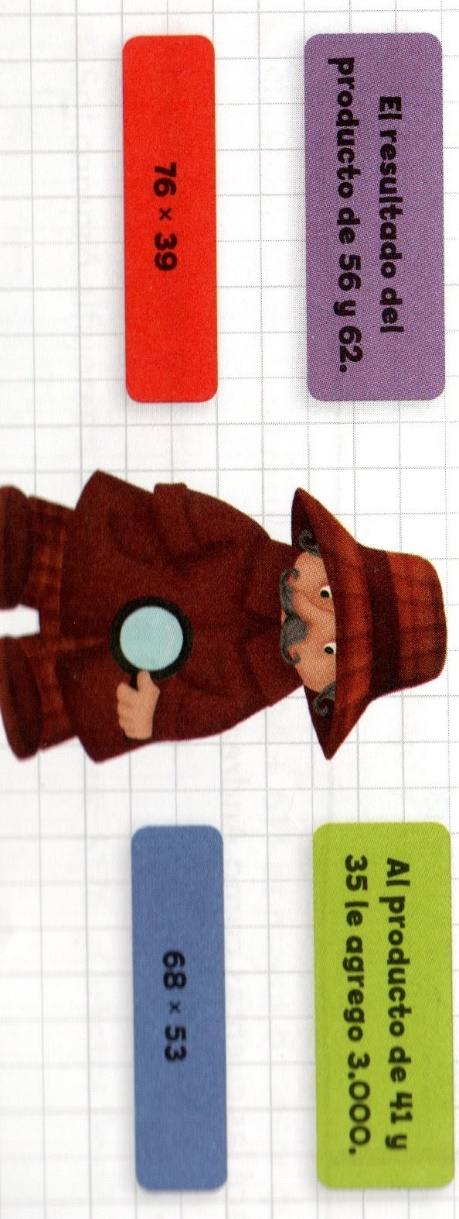 El resultado del
producto de 56 y 62.
Al producto de 41 y
35 le agrego 3.000.
76 × 39
68 × 53